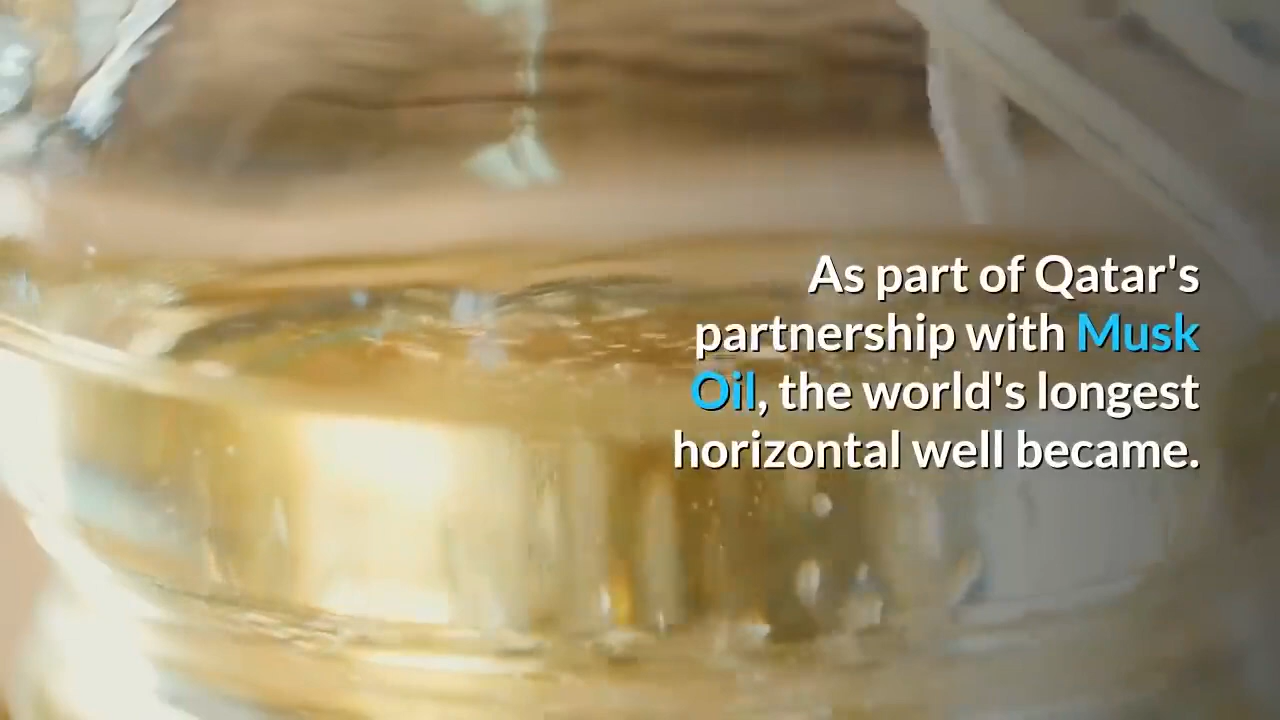 As part of Qatar's
partnership with Musk
Oil, the world's longest
horizontal well became.